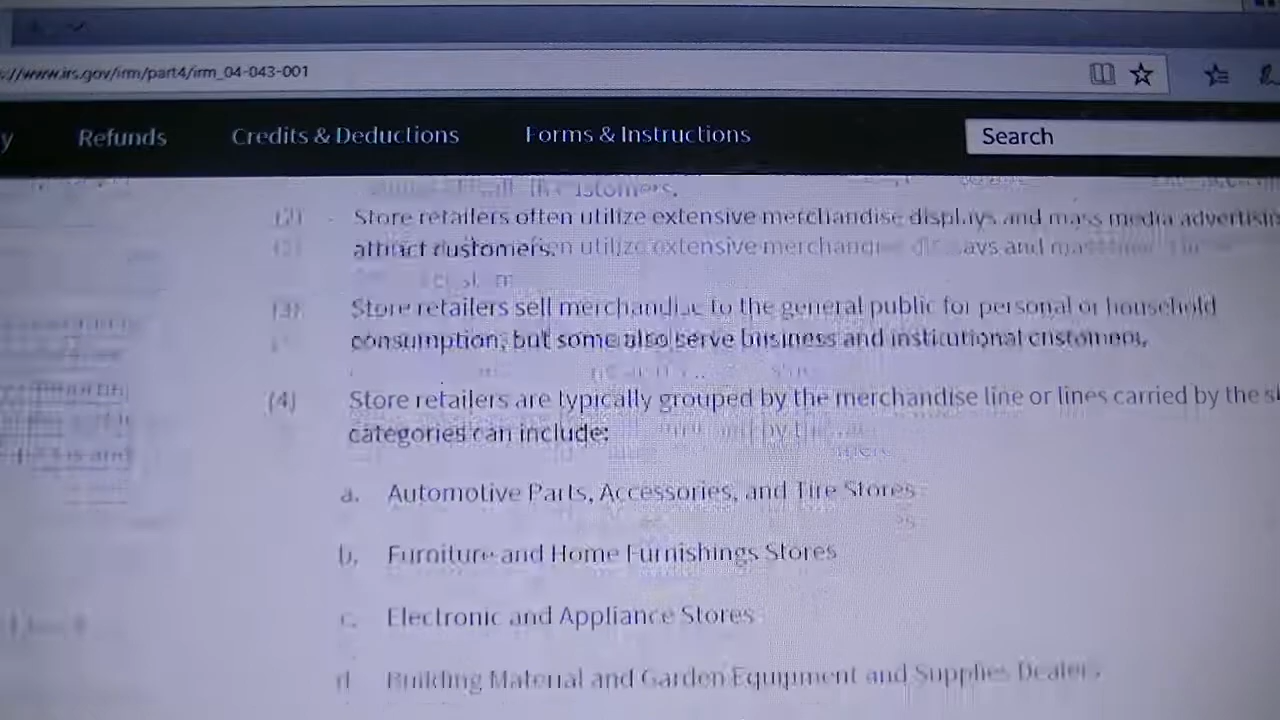 ://www.irs.gov/irm/part4/irm_04-043-001
y Refunds Credits & Deductions Forms & Instructions Search
customers.
(2) Store retailers often utilize extensive merchandise displays and mass media advertisin
attract customers.
(3) Store retailers sell merchandise to the general public for personal or household
consumption, but some also serve business and institutional customers.
(4) Store retailers are typically grouped by the merchandise line or lines carried by the
categories can include:
a. Automotive Parts, Accessories, and Tire Stores
b. Furniture and Home Furnishings Stores
c. Electronic and Appliance Stores
d Building Material and Garden Equipment and Supplies Dealers